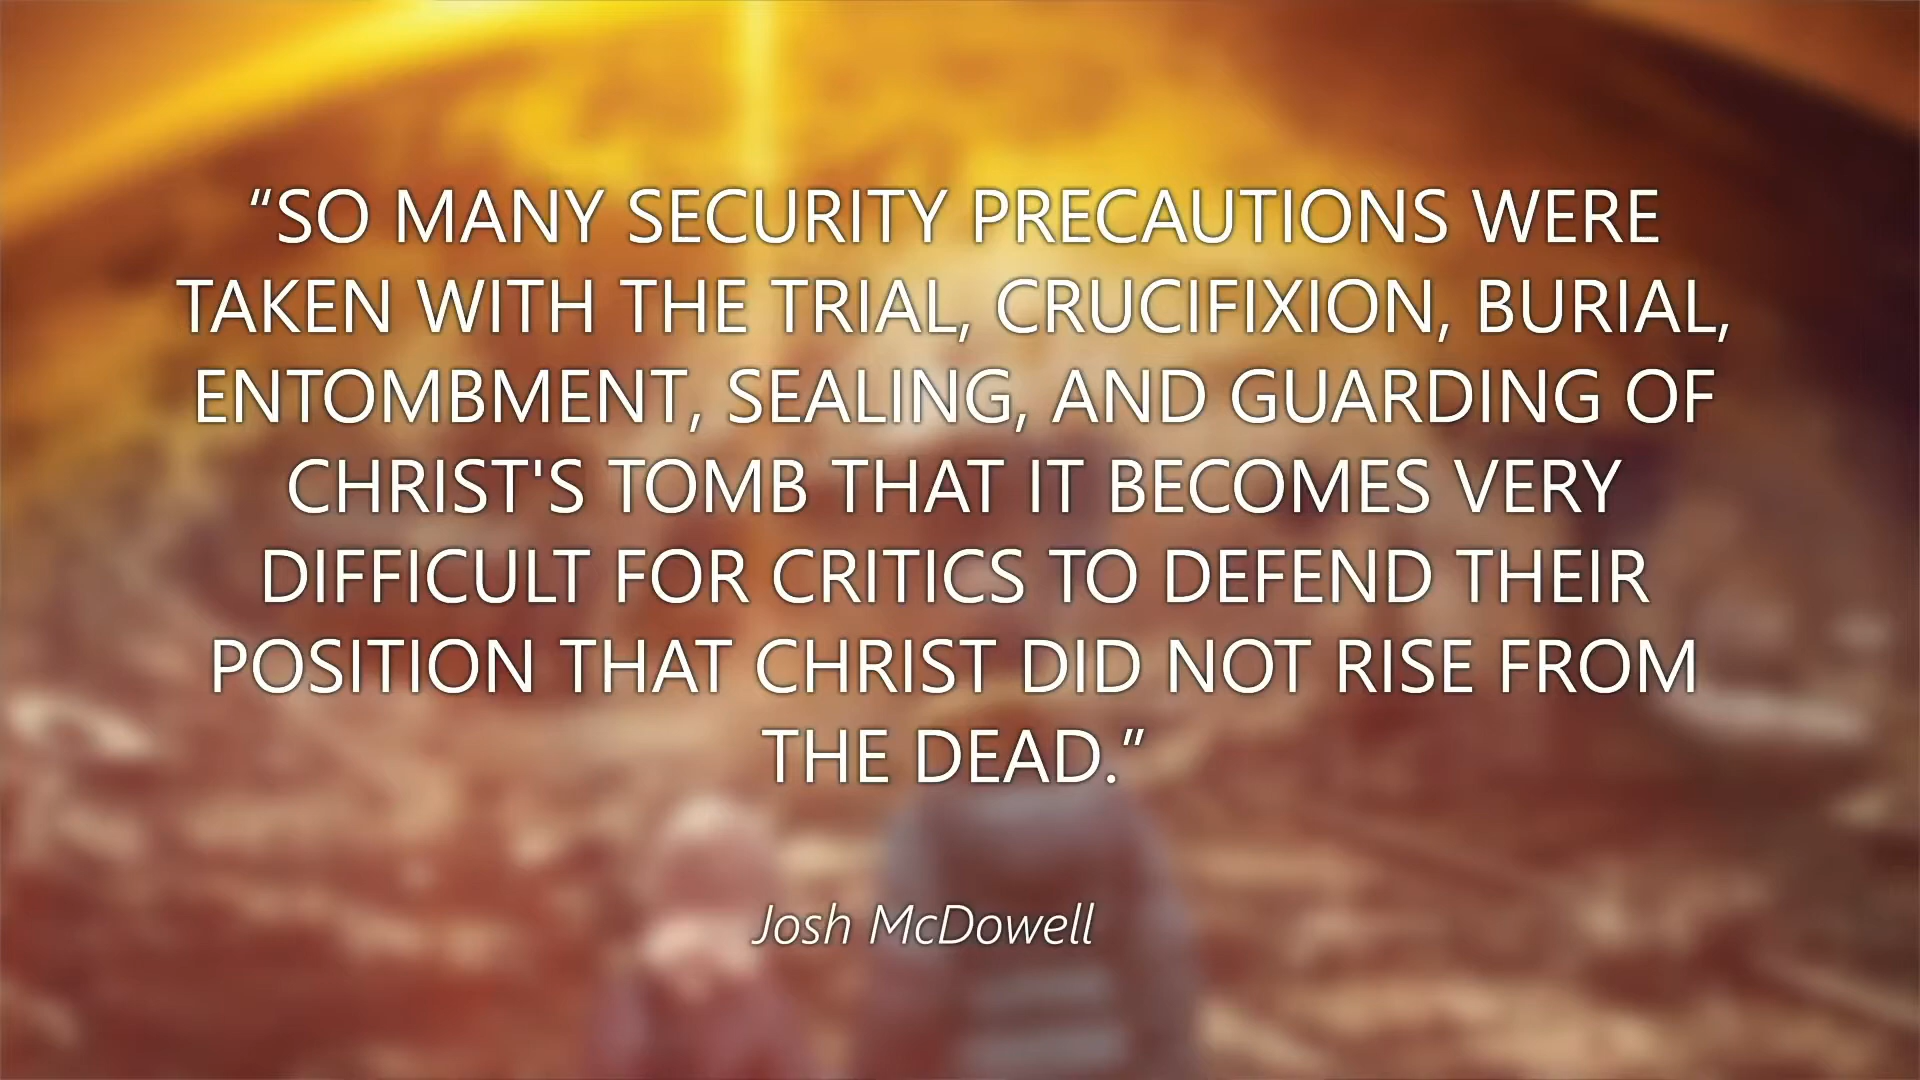 “SO MANY SECURITY PRECAUTIONS WERE
TAKEN WITH THE TRIAL, CRUCIFIXION, BURIAL,
ENTOMBMENT, SEALING, AND GUARDING OF
CHRIST'S TOMB THAT IT BECOMES VERY
DIFFICULT FOR CRITICS TO DEFEND THEIR
POSITION THAT CHRIST DID NOT RISE FROM
THE DEAD.”
Josh McDowell